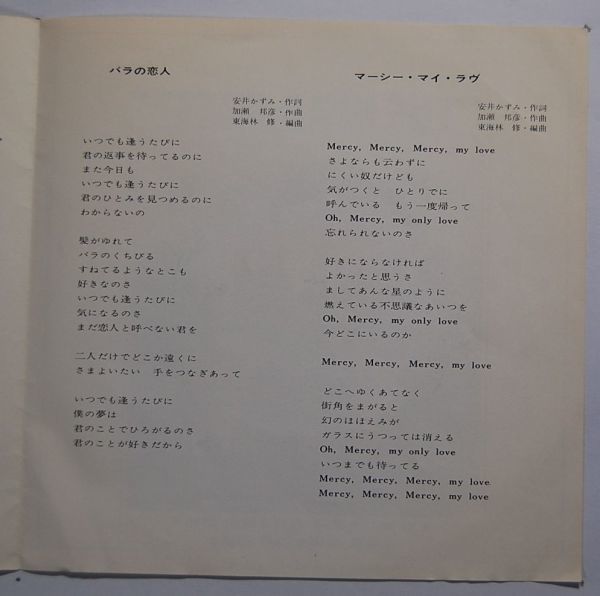 バラの恋人
安井かずみ・作詞
加瀬 邦彦・作曲
東海林 修・編曲
いつでも逢うたびに
君の返事を待ってるのに
また今日も
いつでも逢うたびに
君のひとみを見つめるのに
わからないの
髪がゆれて
バラのくちびる
すねてるようなとこも
好きなのさ
いつでも逢うたびに
気になるのさ
まだ恋人と呼べない君を
二人だけでどこか遠くに
さまよいたい 手をつなぎあって
いつでも逢うたびに
僕の夢は
君のことでひろがるのさ
君のことが好きだから
マーシー・マイ・ラヴ
安井かずみ・作詞
加瀬 邦彦・作曲
東海林 修・編曲
Mercy, Mercy, Mercy, my love
さよならも云わずに
にくい奴だけども
気がつくと ひとりでに
呼んでいる もう一度帰って
Oh, Mercy, my only love
忘れられないのさ
好きにならなければ
よかったと思うさ
ましてあんな星のように
燃えている不思議なあいつを
Oh, Mercy, my only love
今どこにいるのか
Mercy, Mercy, Mercy, my love
どこへゆくあてなく
街角をまがると
幻のほほえみが
ガラスにうつっては消える
Oh, Mercy, my only love
いつまでも待ってる
Mercy, Mercy, Mercy, my love
Mercy, Mercy, Mercy, my love